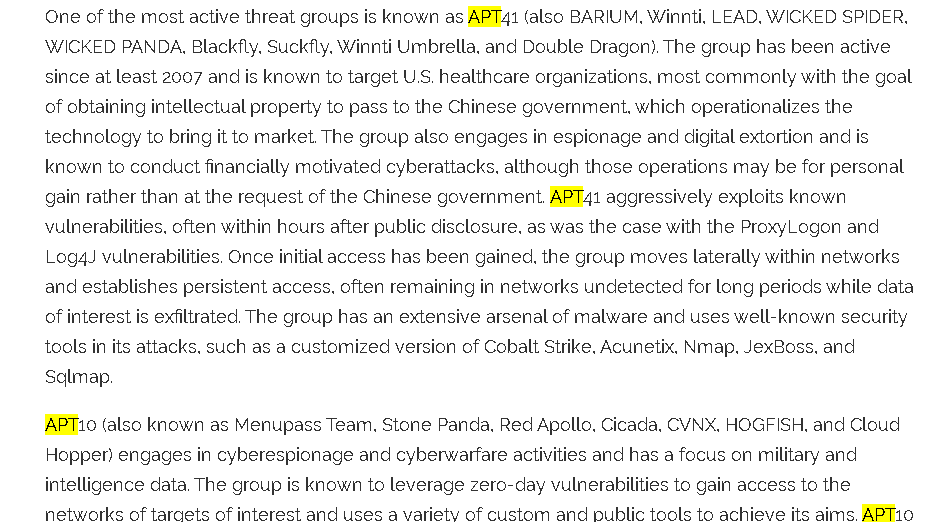 One of the most active threat groups is known as APT41 (also BARIUM, Winnti, LEAD, WICKED SPIDER,
WICKED PANDA, Blackfly, Suckfly, Winnti Umbrella, and Double Dragon). The group has been active
since at least 2007 and is known to target U.S. healthcare organizations, most commonly with the goal
of obtaining intellectual property to pass to the Chinese government, which operationalizes the
technology to bring it to market. The group also engages in espionage and digital extortion and is
known to conduct financially motivated cyberattacks, although those operations may be for personal
gain rather than at the request of the Chinese government. APT41 aggressively exploits known
vulnerabilities, often within hours after public disclosure, as was the case with the ProxyLogon and
Log4J vulnerabilities. Once initial access has been gained, the group moves laterally within networks
and establishes persistent access, often remaining in networks undetected for long periods while data
of interest is exfiltrated. The group has an extensive arsenal of malware and uses well-known security
tools in its attacks, such as a customized version of Cobalt Strike, Acunetix, Nmap, JexBoss, and
Sqlmap.
APT10 (also known as Menupass Team, Stone Panda, Red Apollo, Cicada, CVNX, HOGFISH, and Cloud
Hopper) engages in cyberespionage and cyberwarfare activities and has a focus on military and
intelligence data. The group is known to leverage zero-day vulnerabilities to gain access to the
networks of targets of interest and uses a variety of custom and public tools to achieve its aims. APT10